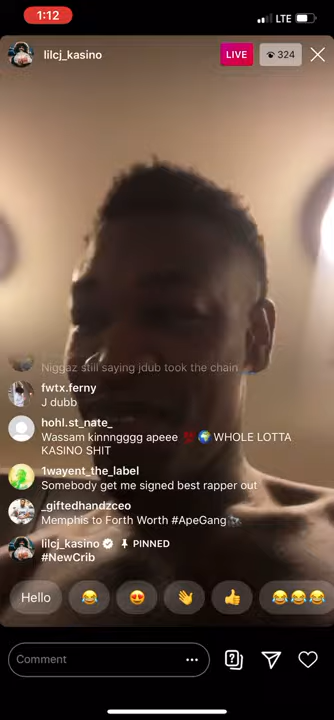 1:12
LTE
lilcj_kasino
LIVE
324
Niggaz still saying jdub took the chain
fwtx.ferny
J dubb
hohl.st_nate_
Wassam kinnngggg apeee 💯🌍 WHOLE LOTTA
KASINO SHIT
1wayent_the_label
Somebody get me signed best rapper out
_giftedhandzceo
Memphis to Forth Worth #ApeGang🦍
lilcj_kasino PINNED
#NewCrib
Hello
Comment